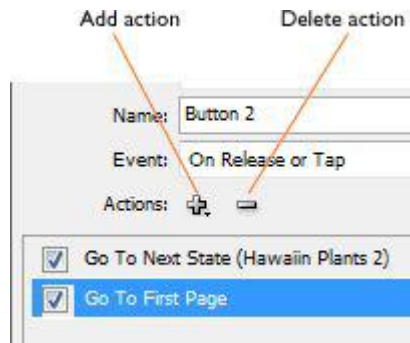 Add action Delete action
Name: Button 2
Event: On Release or Tap
Actions:
Go To Next State (Hawaiin Plants 2)
Go To First Page